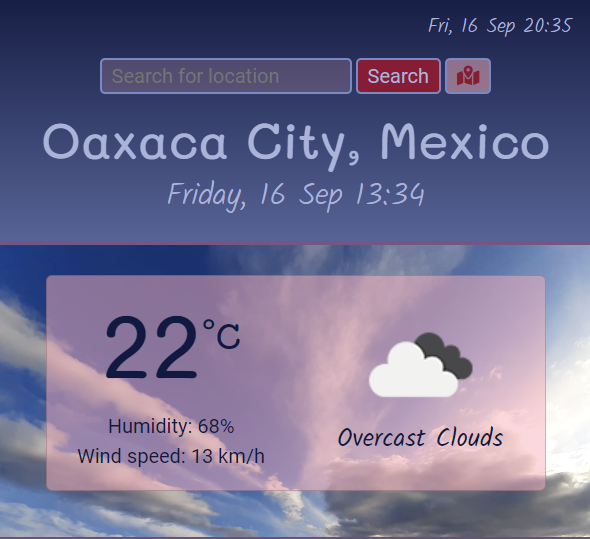 Fri, 16 Sep 20:35
Search for location Search
Oaxaca City, Mexico
Friday, 16 Sep 13:34
22°C
Humidity: 68%
Wind speed: 13 km/h
Overcast Clouds